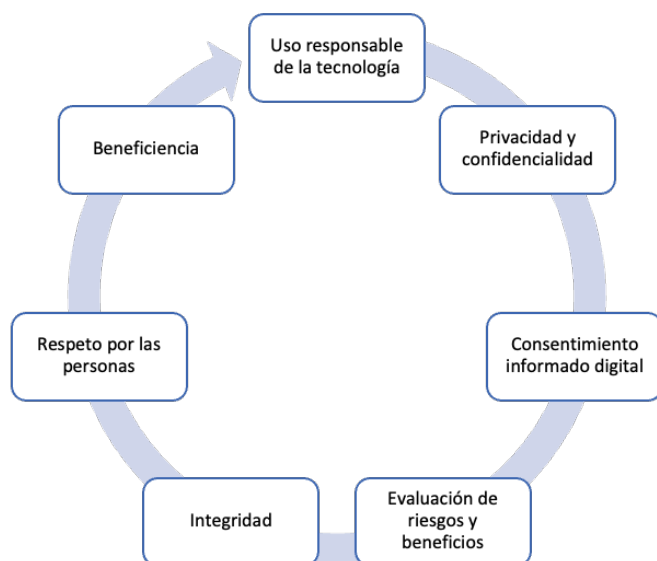 Uso responsable
de la tecnología
Privacidad y
confidencialidad
Consentimiento
informado digital
Evaluación de
riesgos y
beneficios
Integridad
Respeto por las
personas
Beneficiencia